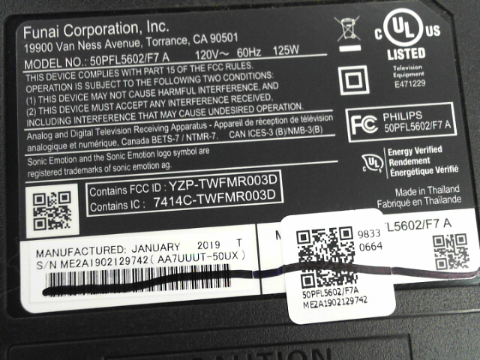 Funai Corporation, Inc.
19900 Van Ness Avenue, Torrance, CA 90501
MODEL NO.: 50PFL5602/F7 A 120V~ 60Hz 125W
THIS DEVICE COMPLIES WITH PART 15 OF THE FCC RULES.
OPERATION IS SUBJECT TO THE FOLLOWING TWO CONDITIONS:
(1) THIS DEVICE MAY NOT CAUSE HARMFUL INTERFERENCE, AND
(2) THIS DEVICE MUST ACCEPT ANY INTERFERENCE RECEIVED,
INCLUDING INTERFERENCE THAT MAY CAUSE UNDESIRED OPERATION.
Analog and Digital Television Receiving Apparatus - Appareil de réception de télévision
analogique et numérique, Canada BETS-7 / NTMR-7. CAN ICES-3 (B)/NMB-3(B)
Sonic Emotion and the Sonic Emotion logo symbol are
registered trademarks of sonic emotion ag.
Contains FCC ID : YZP-TWFMR003D
Contains IC : 7414C-TWFMR003D
C UL US
LISTED
Television
Equipment
E471229
FC
PHILIPS
50PFL5602/F7 A
UL
Energy Verified
Rendement
Énergétique Vérifié
Made in Thailand
Fabriqué en Thaïlande
MANUFACTURED: JANUARY 2019 T
S/N ME2A1902129742 ( AA7UUUT-50UX )
M
FL5602/F7 A
9833
0664
50PFL5602/F7A
ME2A1902129742
CAUTION